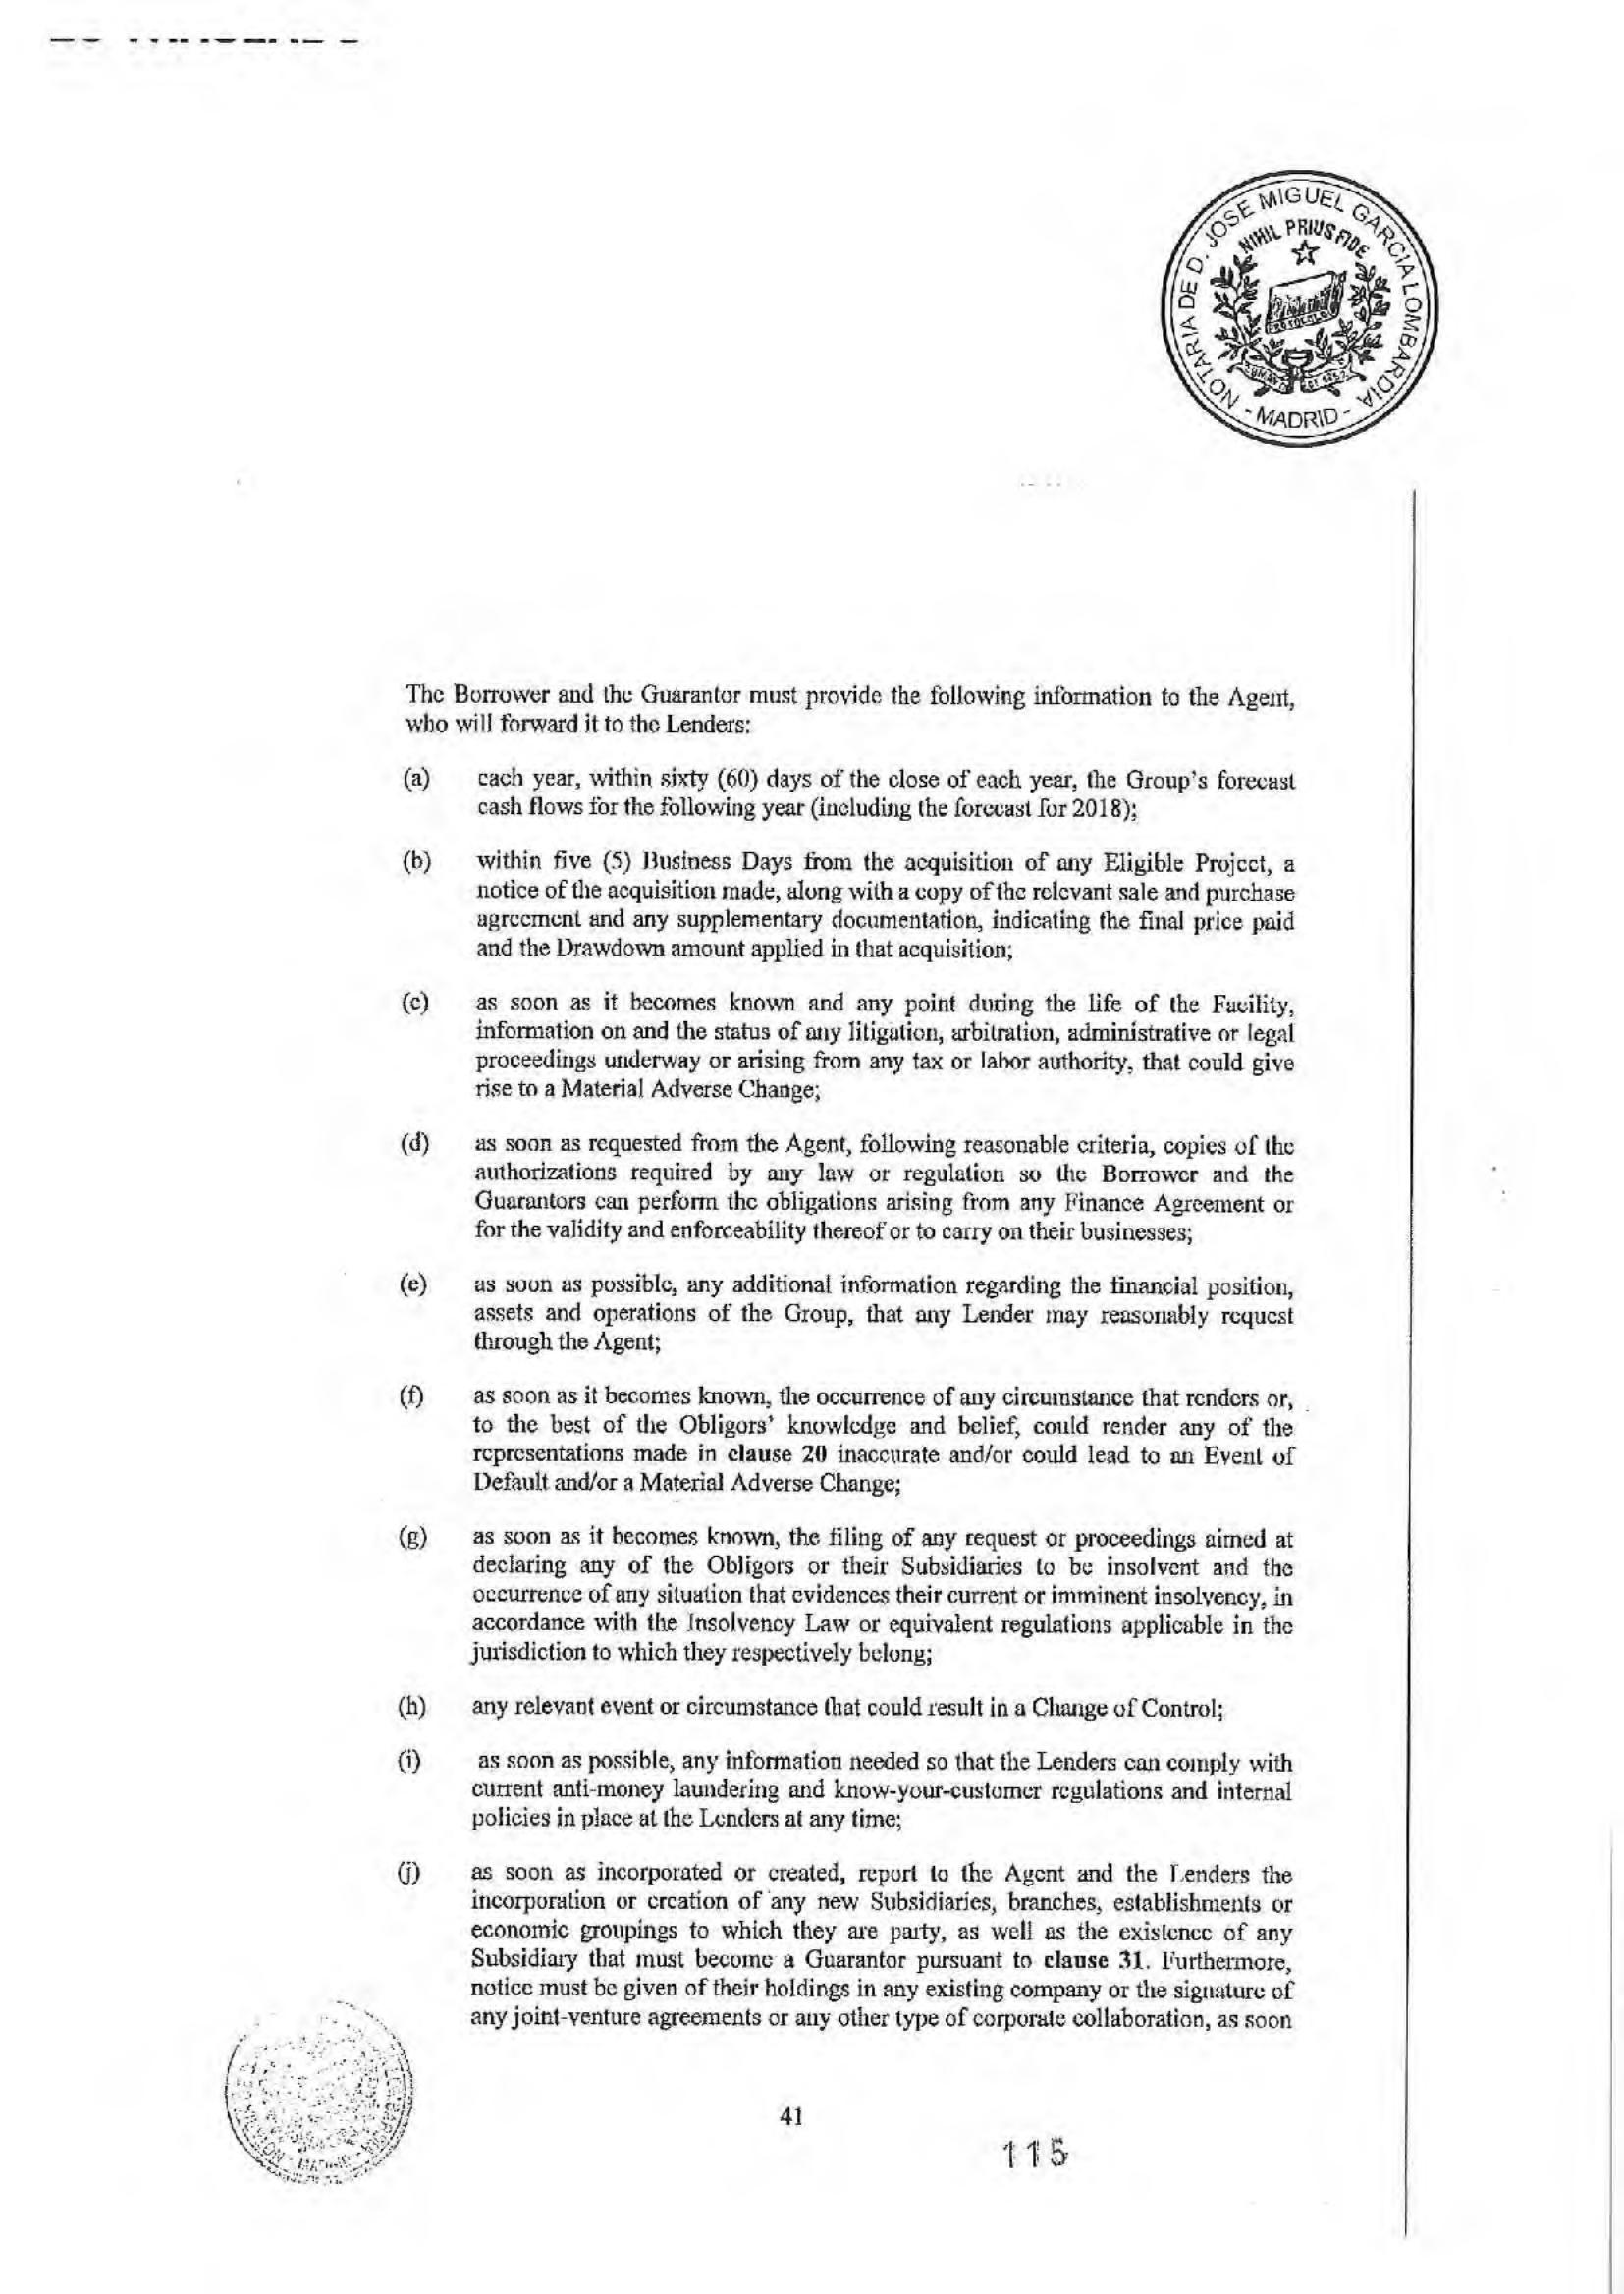 NOTARIA DE D. JOSE MIGUEL GARCIA LOMBARDIA
NIHIL PRIUS FIDE
- MADRID -
The Borrower and the Guarantor must provide the following information to the Agent,
who will forward it to the Lenders:
(a) each year, within sixty (60) days of the close of each year, the Group's forecast
cash flows for the following year (including the forecast for 2018);
(b) within five (5) Business Days from the acquisition of any Eligible Project, a
notice of the acquisition made, along with a copy of the relevant sale and purchase
agreement and any supplementary documentation, indicating the final price paid
and the Drawdown amount applied in that acquisition;
(c) as soon as it becomes known and any point during the life of the Facility,
information on and the status of any litigation, arbitration, administrative or legal
proceedings underway or arising from any tax or labor authority, that could give
rise to a Material Adverse Change;
(d) as soon as requested from the Agent, following reasonable criteria, copies of the
authorizations required by any law or regulation so the Borrower and the
Guarantors can perform the obligations arising from any Finance Agreement or
for the validity and enforceability thereof or to carry on their businesses;
(e) as soon as possible, any additional information regarding the financial position,
assets and operations of the Group, that any Lender may reasonably request
through the Agent;
(f) as soon as it becomes known, the occurrence of any circumstance that renders or,
to the best of the Obligors' knowledge and belief, could render any of the
representations made in clause 20 inaccurate and/or could lead to an Event of
Default and/or a Material Adverse Change;
(g) as soon as it becomes known, the filing of any request or proceedings aimed at
declaring any of the Obligors or their Subsidiaries to be insolvent and the
occurrence of any situation that evidences their current or imminent insolvency, in
accordance with the Insolvency Law or equivalent regulations applicable in the
jurisdiction to which they respectively belong;
(h) any relevant event or circumstance that could result in a Change of Control;
(i) as soon as possible, any information needed so that the Lenders can comply with
current anti-money laundering and know-your-customer regulations and internal
policies in place at the Lenders at any time;
(j) as soon as incorporated or created, report to the Agent and the Lenders the
incorporation or creation of any new Subsidiaries, branches, establishments or
economic groupings to which they are party, as well as the existence of any
Subsidiary that must become a Guarantor pursuant to clause 31. Furthermore,
notice must be given of their holdings in any existing company or the signature of
any joint-venture agreements or any other type of corporate collaboration, as soon
41
115